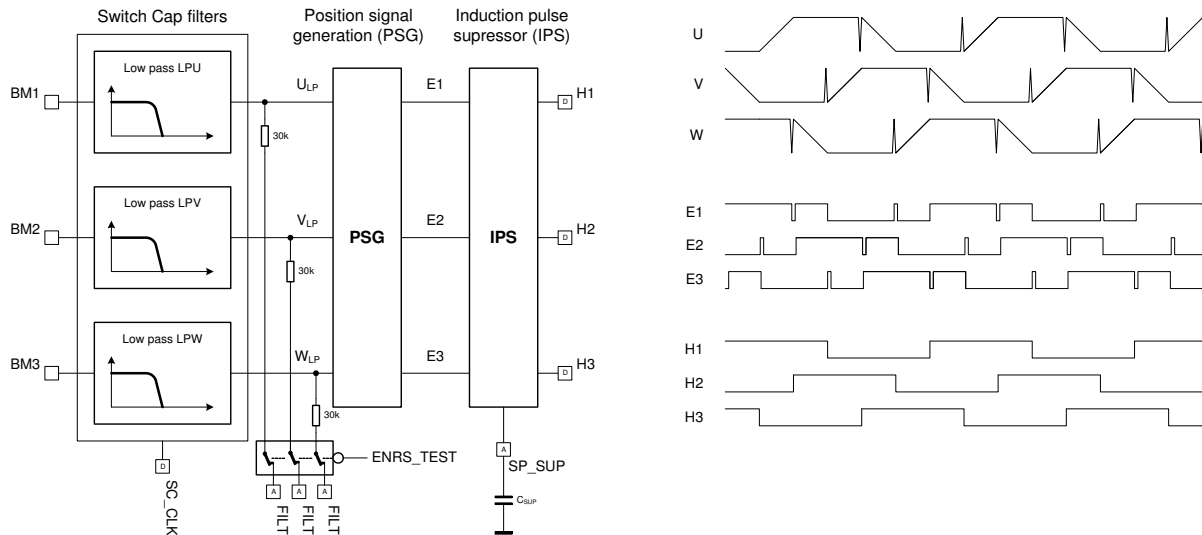 Switch Cap filters
Position signal
generation (PSG)
Induction pulse
supressor (IPS)
Low pass LPU
BM1
U_LP
30k
E1
D
H1
Low pass LPV
BM2
V_LP
30k
PSG
E2
IPS
D
H2
Low pass LPW
BM3
W_LP
30k
E3
D
H3
D
SC_CLK
ENRS_TEST
A
A
A
FILT
FILT
FILT
A
SP_SUP
C_SUP
U
V
W
E1
E2
E3
H1
H2
H3